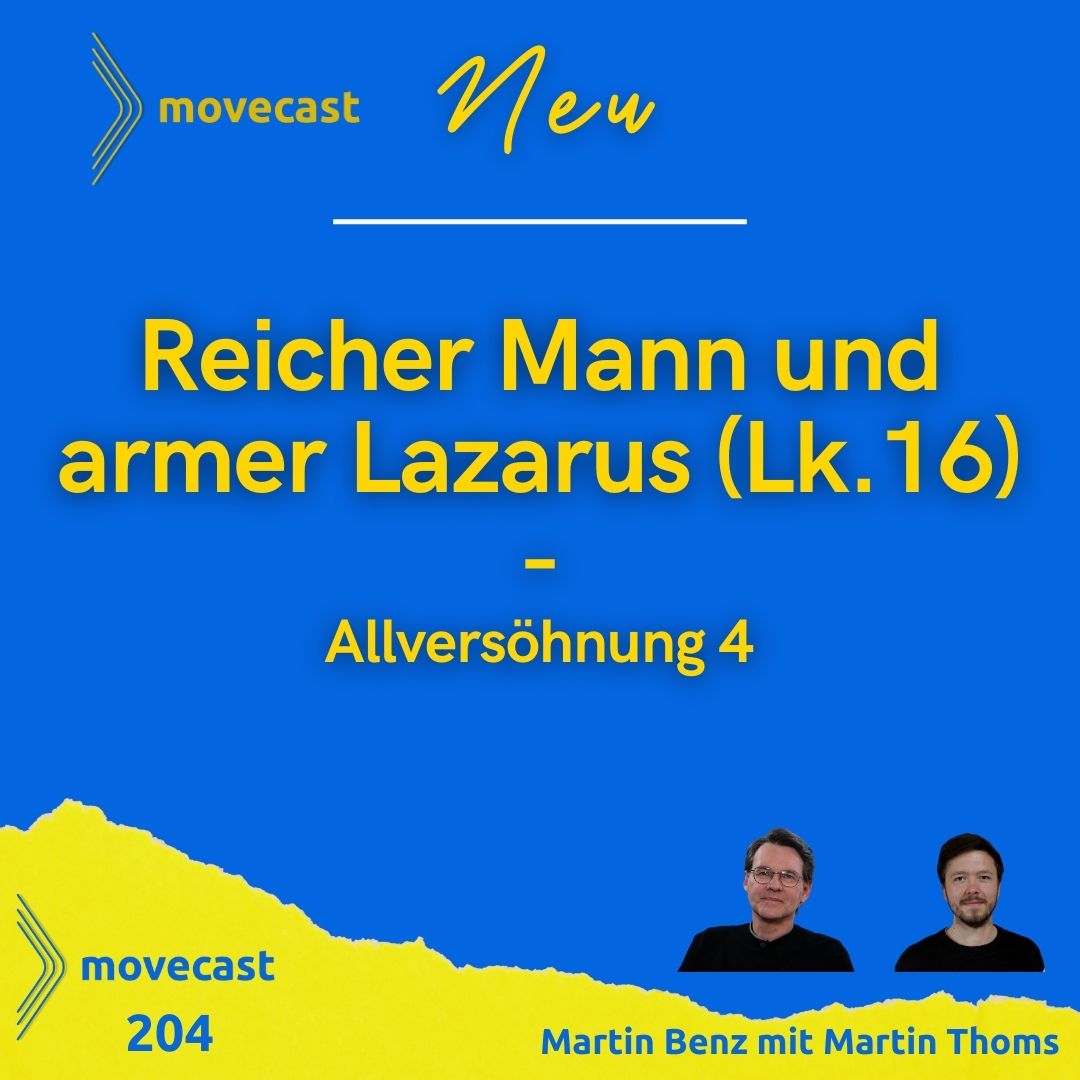 movecast
New
Reicher Mann und
armer Lazarus (Lk.16)
-
Allversöhnung 4
movecast
204
Martin Benz mit Martin Thoms